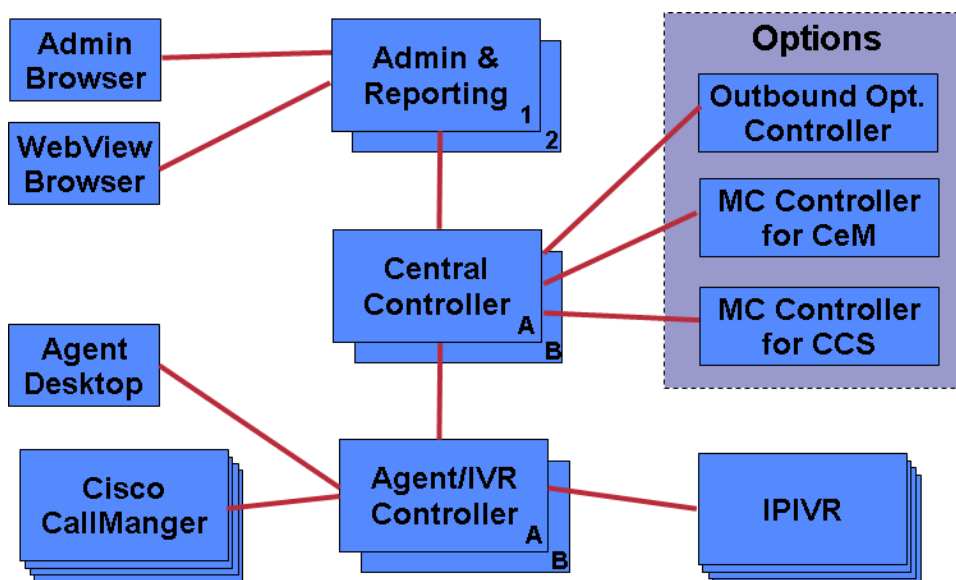 Admin
Browser
WebView
Browser
Admin &
Reporting
1
2
Options
Outbound Opt.
Controller
MC Controller
for CeM
MC Controller
for CCS
Central
Controller
A
B
Agent
Desktop
Cisco
CallManger
Agent/IVR
Controller
A
B
IPIVR